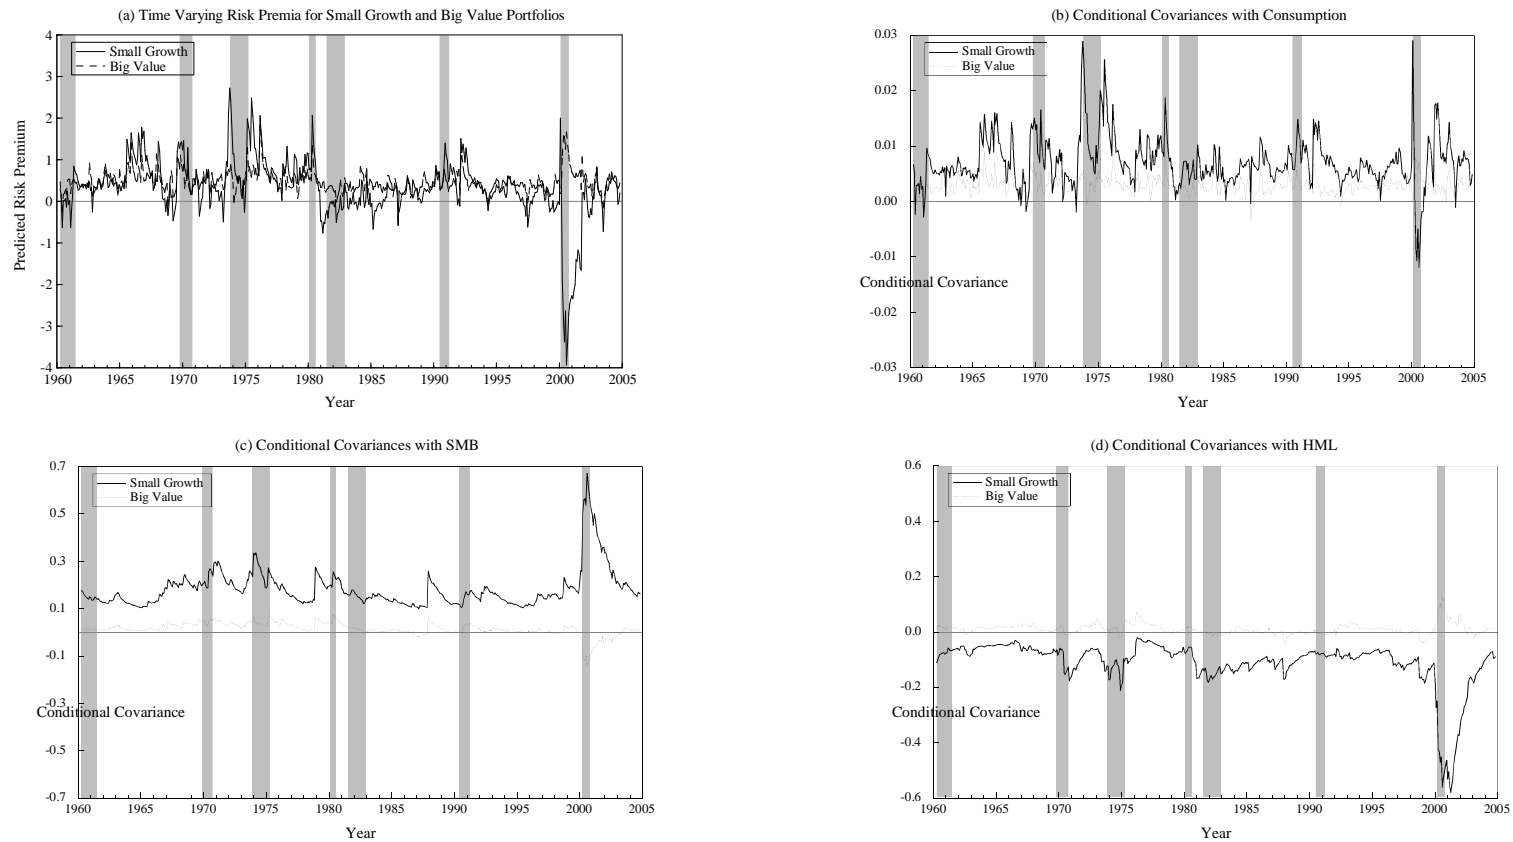 (a) Time Varying Risk Premia for Small Growth and Big Value Portfolios
4
3
2
1
0
-1
-2
-3
-4
Predicted Risk Premium
Small Growth
Big Value
1960 1965 1970 1975 1980 1985 1990 1995 2000 2005
Year
(b) Conditional Covariances with Consumption
0.03
0.02
0.01
0.00
-0.01
-0.02
-0.03
Conditional Covariance
Small Growth
Big Value
1960 1965 1970 1975 1980 1985 1990 1995 2000 2005
Year
(c) Conditional Covariances with SMB
0.7
0.5
0.3
0.1
-0.1
-0.3
-0.5
-0.7
Conditional Covariance
Small Growth
Big Value
1960 1965 1970 1975 1980 1985 1990 1995 2000 2005
Year
(d) Conditional Covariances with HML
0.6
0.4
0.2
0.0
-0.2
-0.4
-0.6
Conditional Covariance
Small Growth
Big Value
1960 1965 1970 1975 1980 1985 1990 1995 2000 2005
Year